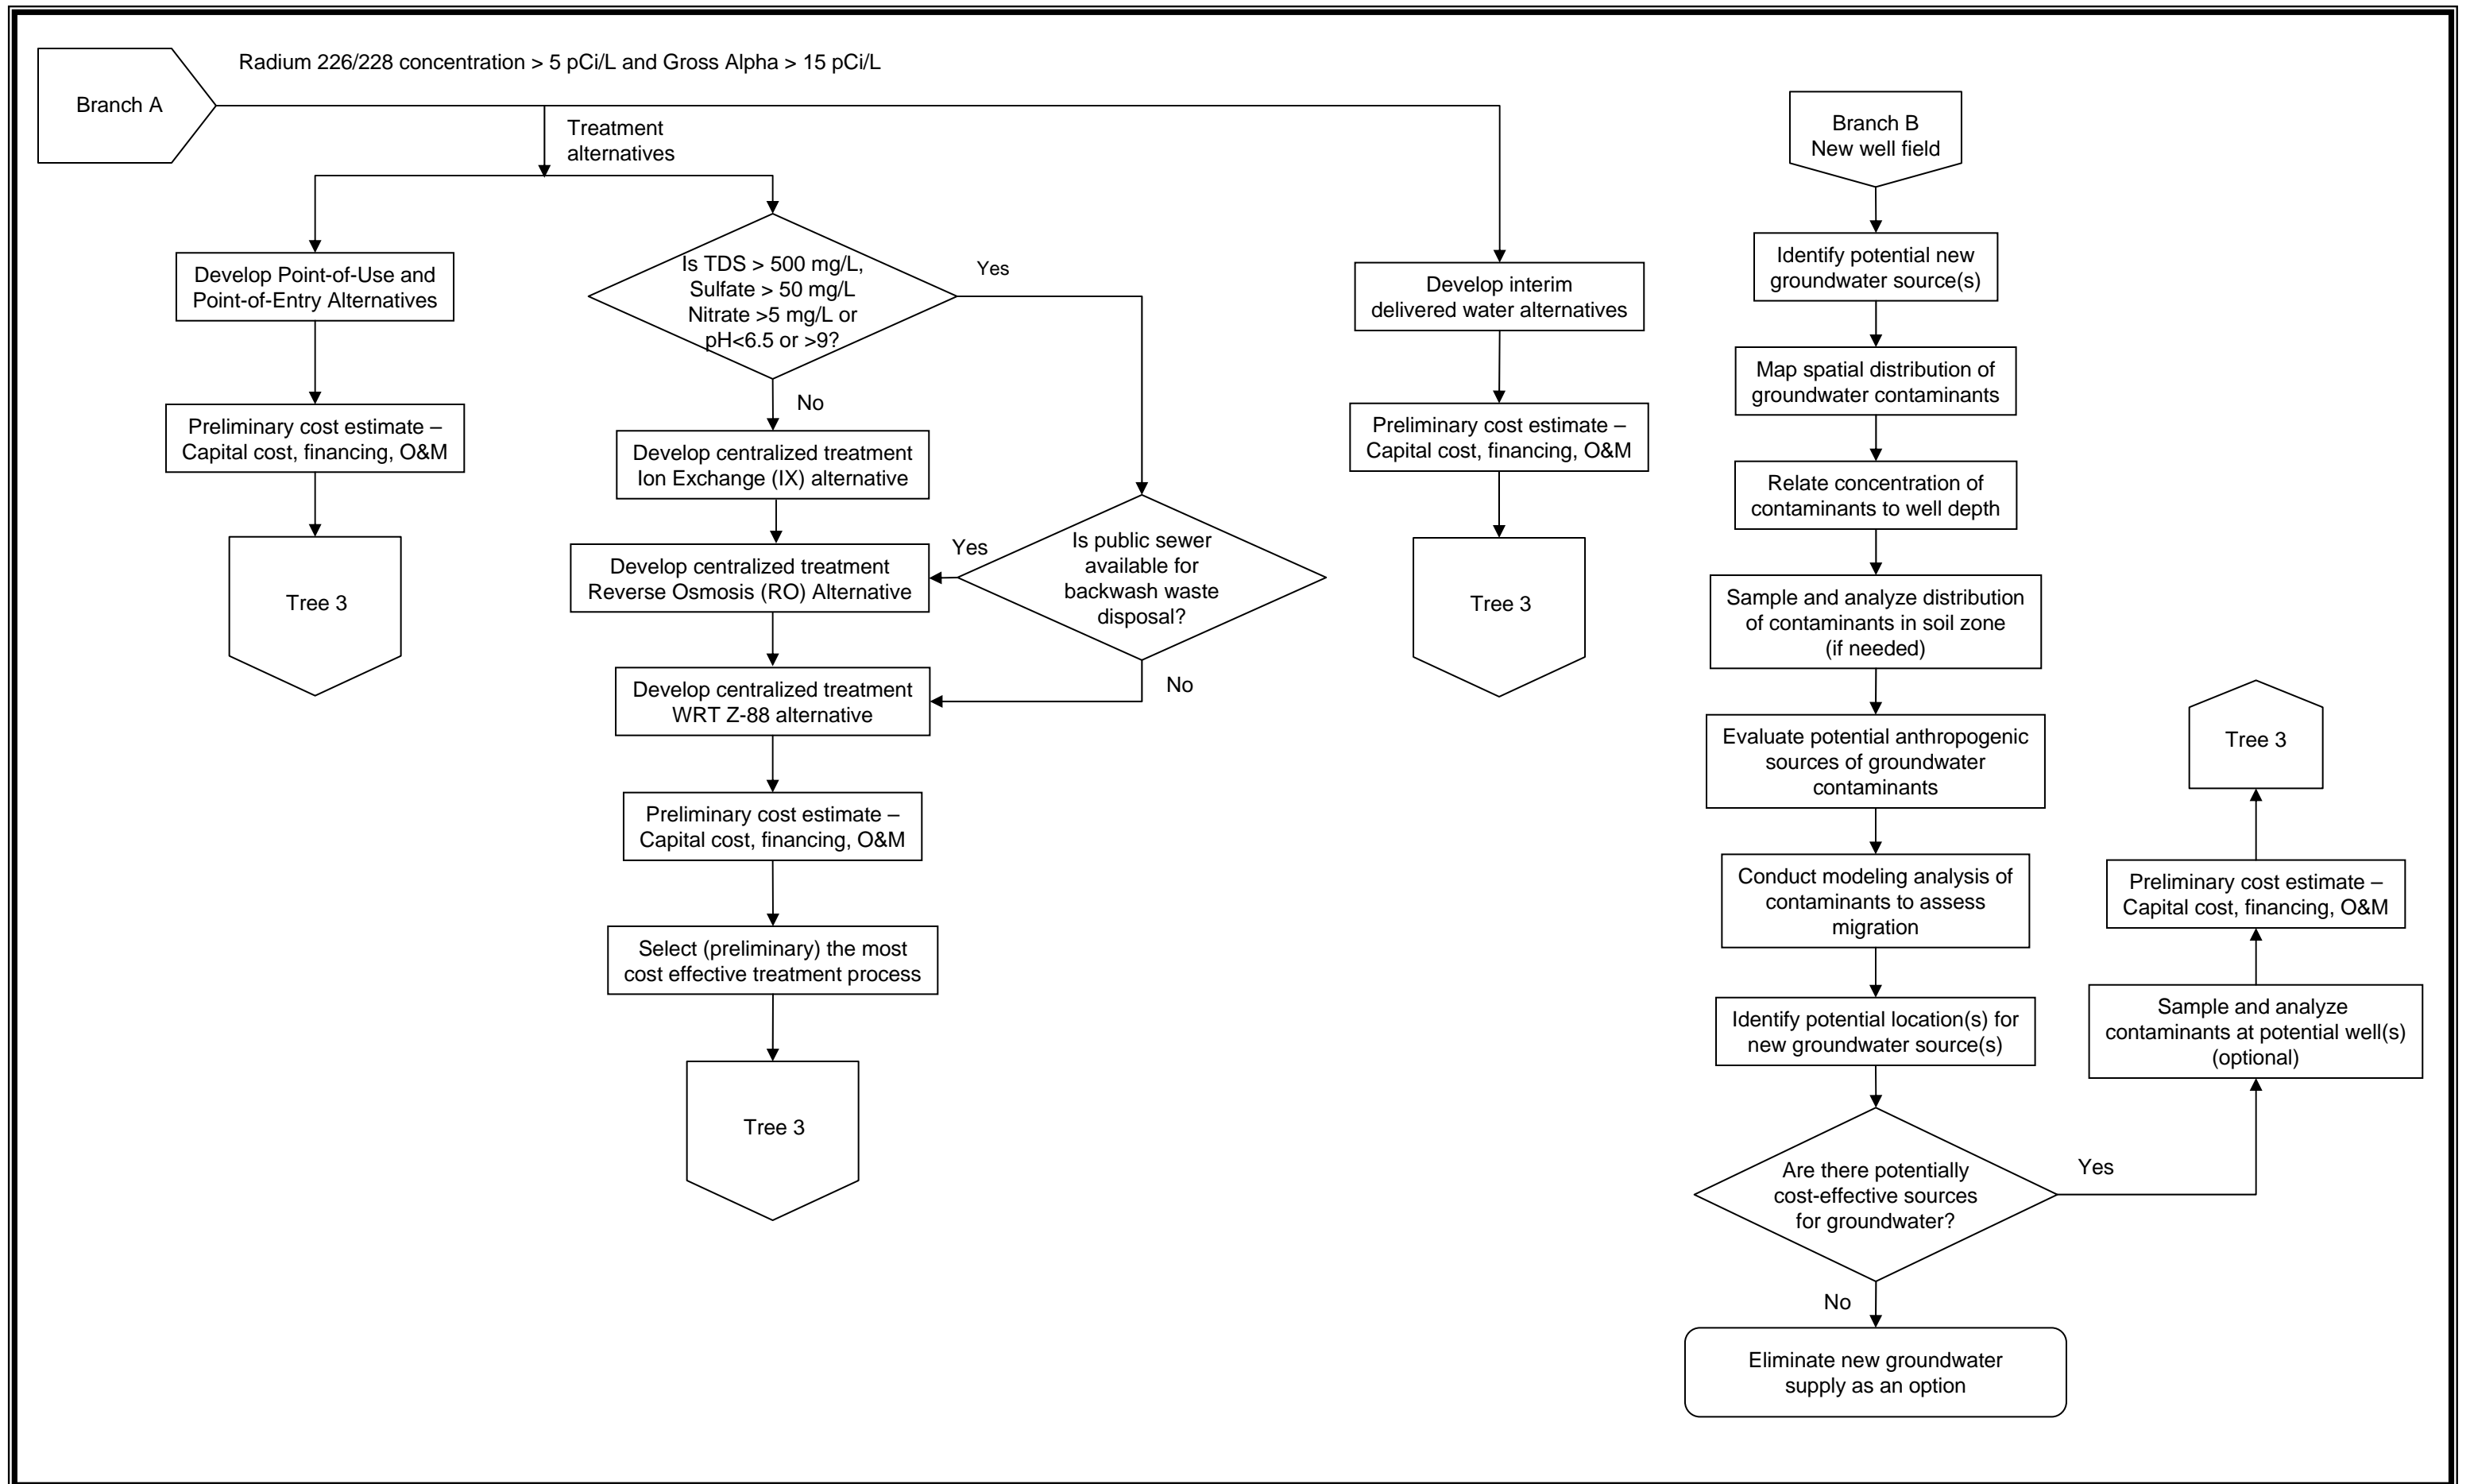 Radium 226/228 concentration > 5 pCi/L and Gross Alpha > 15 pCi/L
Branch A
Treatment
alternatives
Develop Point-of-Use and
Point-of-Entry Alternatives
Preliminary cost estimate –
Capital cost, financing, O&M
Tree 3
Is TDS > 500 mg/L,
Sulfate > 50 mg/L
Nitrate >5 mg/L or
pH<6.5 or >9?
Yes
No
Develop centralized treatment
Ion Exchange (IX) alternative
Develop centralized treatment
Reverse Osmosis (RO) Alternative
Yes
Is public sewer
available for
backwash waste
disposal?
No
Develop centralized treatment
WRT Z-88 alternative
Preliminary cost estimate –
Capital cost, financing, O&M
Select (preliminary) the most
cost effective treatment process
Tree 3
Develop interim
delivered water alternatives
Preliminary cost estimate –
Capital cost, financing, O&M
Tree 3
Branch B
New well field
Identify potential new
groundwater source(s)
Map spatial distribution of
groundwater contaminants
Relate concentration of
contaminants to well depth
Sample and analyze distribution
of contaminants in soil zone
(if needed)
Evaluate potential anthropogenic
sources of groundwater
contaminants
Conduct modeling analysis of
contaminants to assess
migration
Identify potential location(s) for
new groundwater source(s)
Are there potentially
cost-effective sources
for groundwater?
Yes
No
Eliminate new groundwater
supply as an option
Sample and analyze
contaminants at potential well(s)
(optional)
Preliminary cost estimate –
Capital cost, financing, O&M
Tree 3